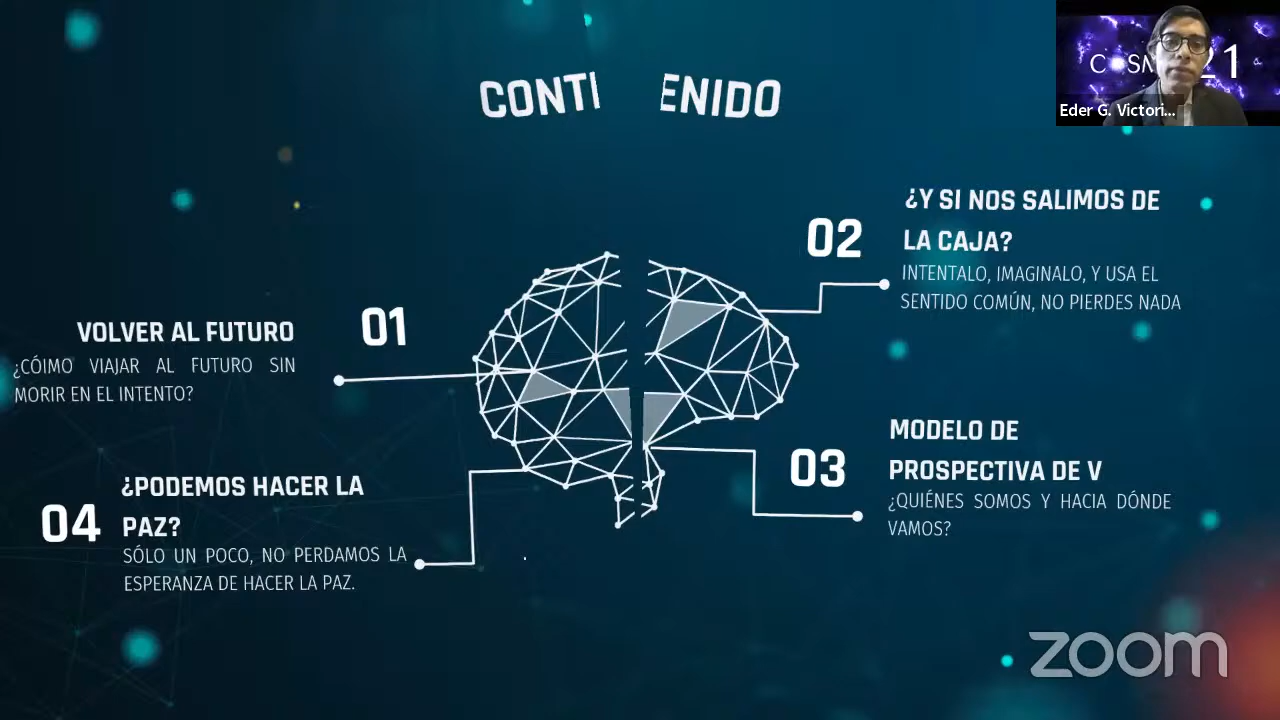 CONTI ENIDO
C SM 21
Eder G. Victori...
01
VOLVER AL FUTURO
¿CÓIMO VIAJAR AL FUTURO SIN
MORIR EN EL INTENTO?
02
¿Y SI NOS SALIMOS DE
LA CAJA?
INTENTALO, IMAGINALO, Y USA EL
SENTIDO COMÚN, NO PIERDES NADA
03
MODELO DE
PROSPECTIVA DE V
¿QUIÉNES SOMOS Y HACIA DÓNDE
VAMOS?
04
¿PODEMOS HACER LA
PAZ?
SÓLO UN POCO, NO PERDAMOS LA
ESPERANZA DE HACER LA PAZ.
zoom